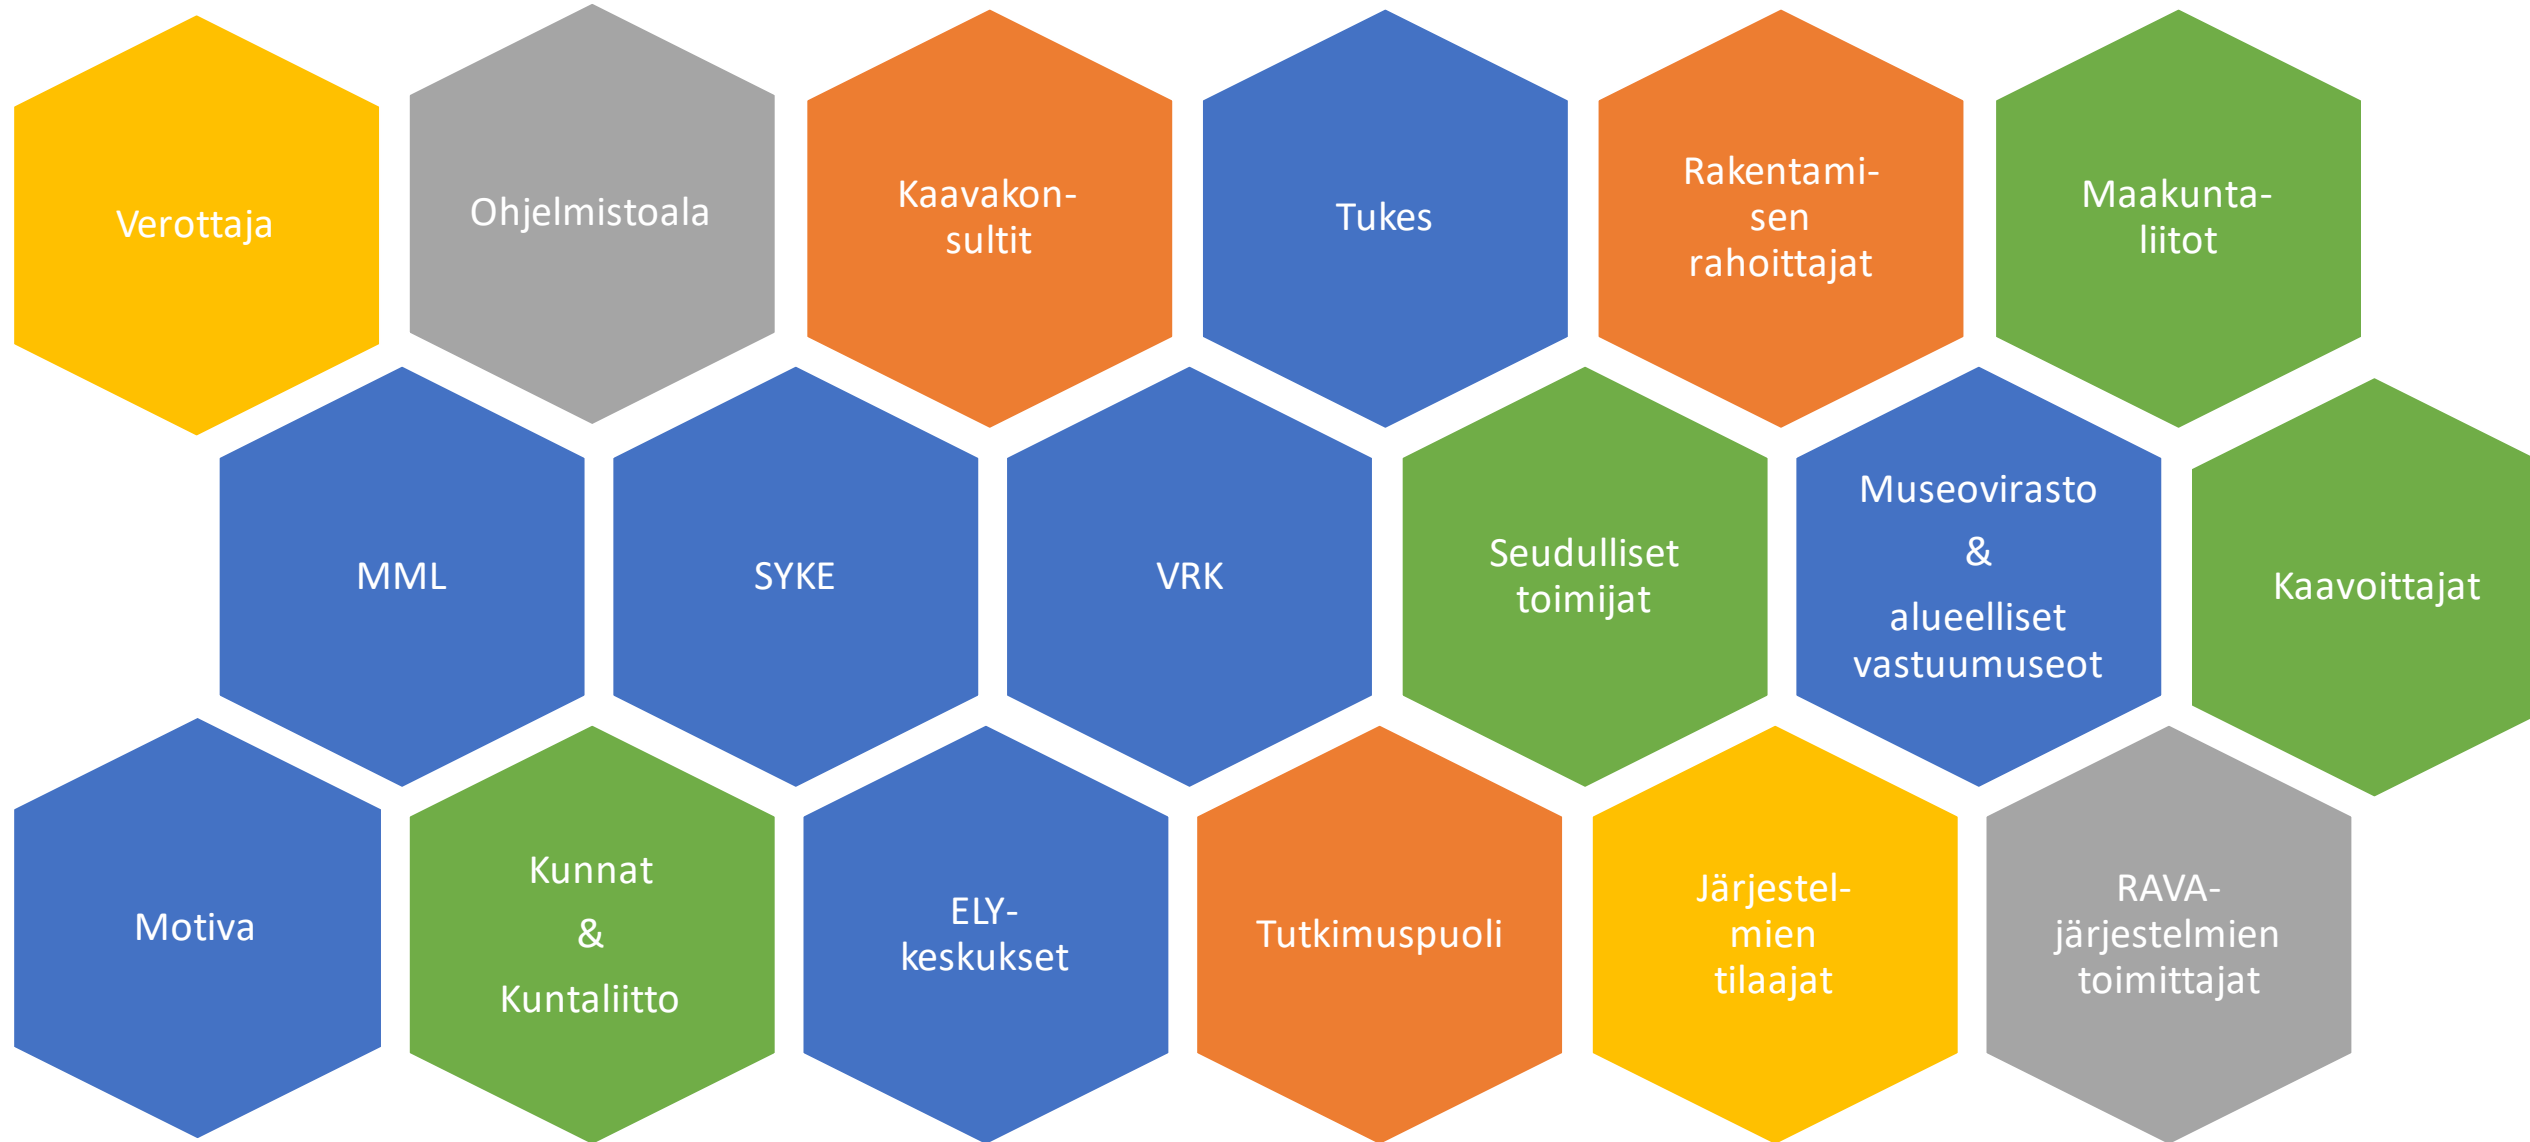 Verottaja
Ohjelmistoala
Kaavakon-
sultit
Tukes
Rakentami-
sen
rahoittajat
Maakunta-
liitot
MML
SYKE
VRK
Seudulliset
toimijat
Museovirasto
&
alueelliset
vastuumuseot
Kaavoittajat
Motiva
Kunnat
&
Kuntaliitto
ELY-
keskukset
Tutkimuspuoli
Järjestel-
mien
tilaajat
RAVA-
järjestelmien
toimittajat